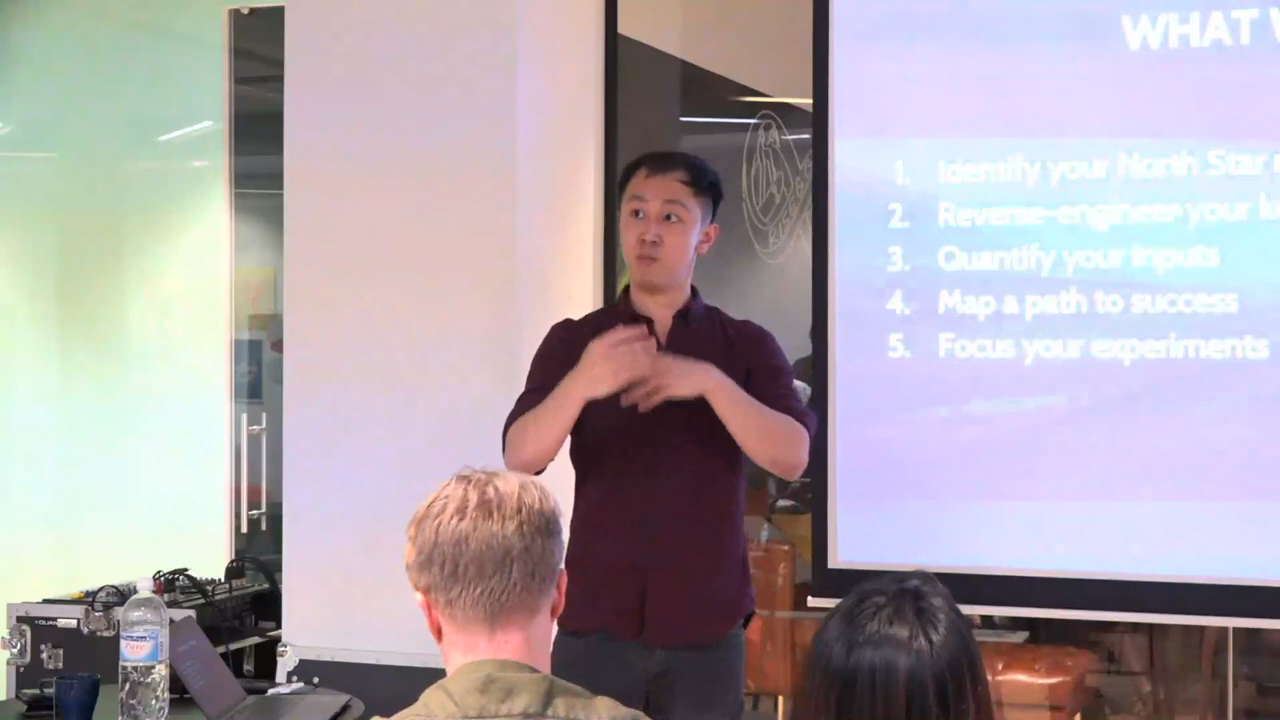 WHAT
1. Identify your North Star
2. Reverse-engineer your
3. Quantify your inputs
4. Map a path to success
5. Focus your experiments
Pure